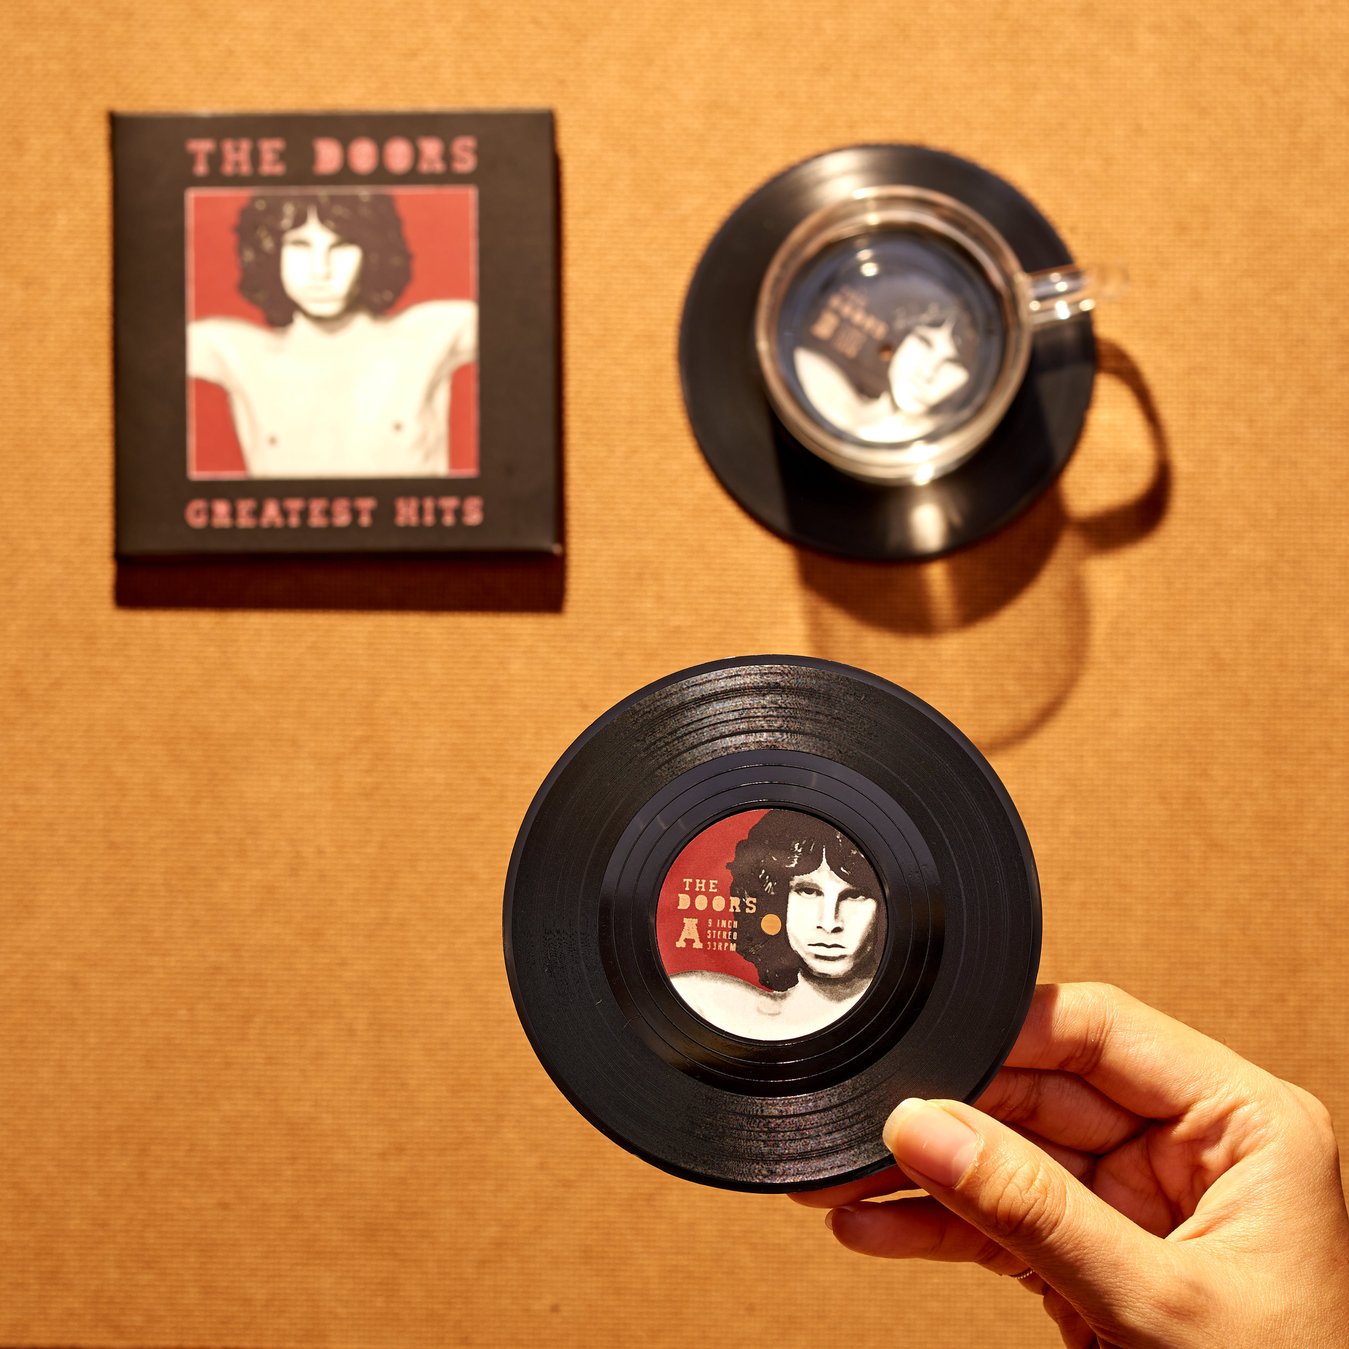 THE DOORS
GREATEST HITS
THE
DOORS
A
9 INCH
STEREO
33RPM